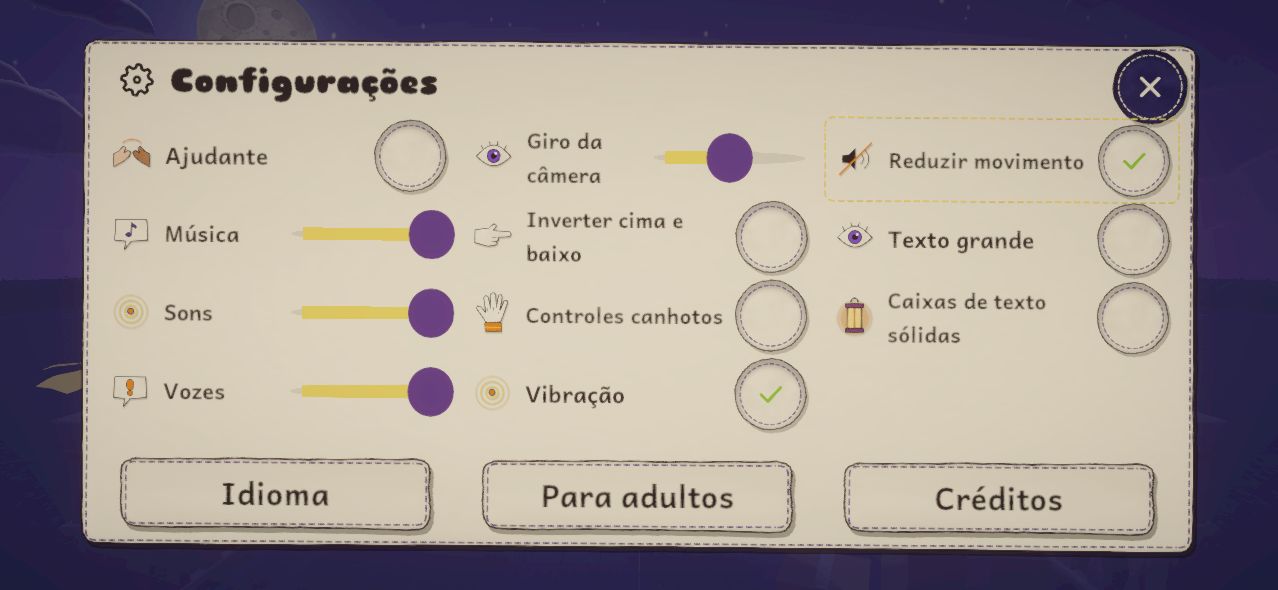 Configurações
Ajudante
Música
Sons
Vozes
Giro da
câmera
Inverter cima e
baixo
Controles canhotos
Vibração
Reduzir movimento
Texto grande
Caixas de texto
sólidas
Idioma
Para adultos
Créditos